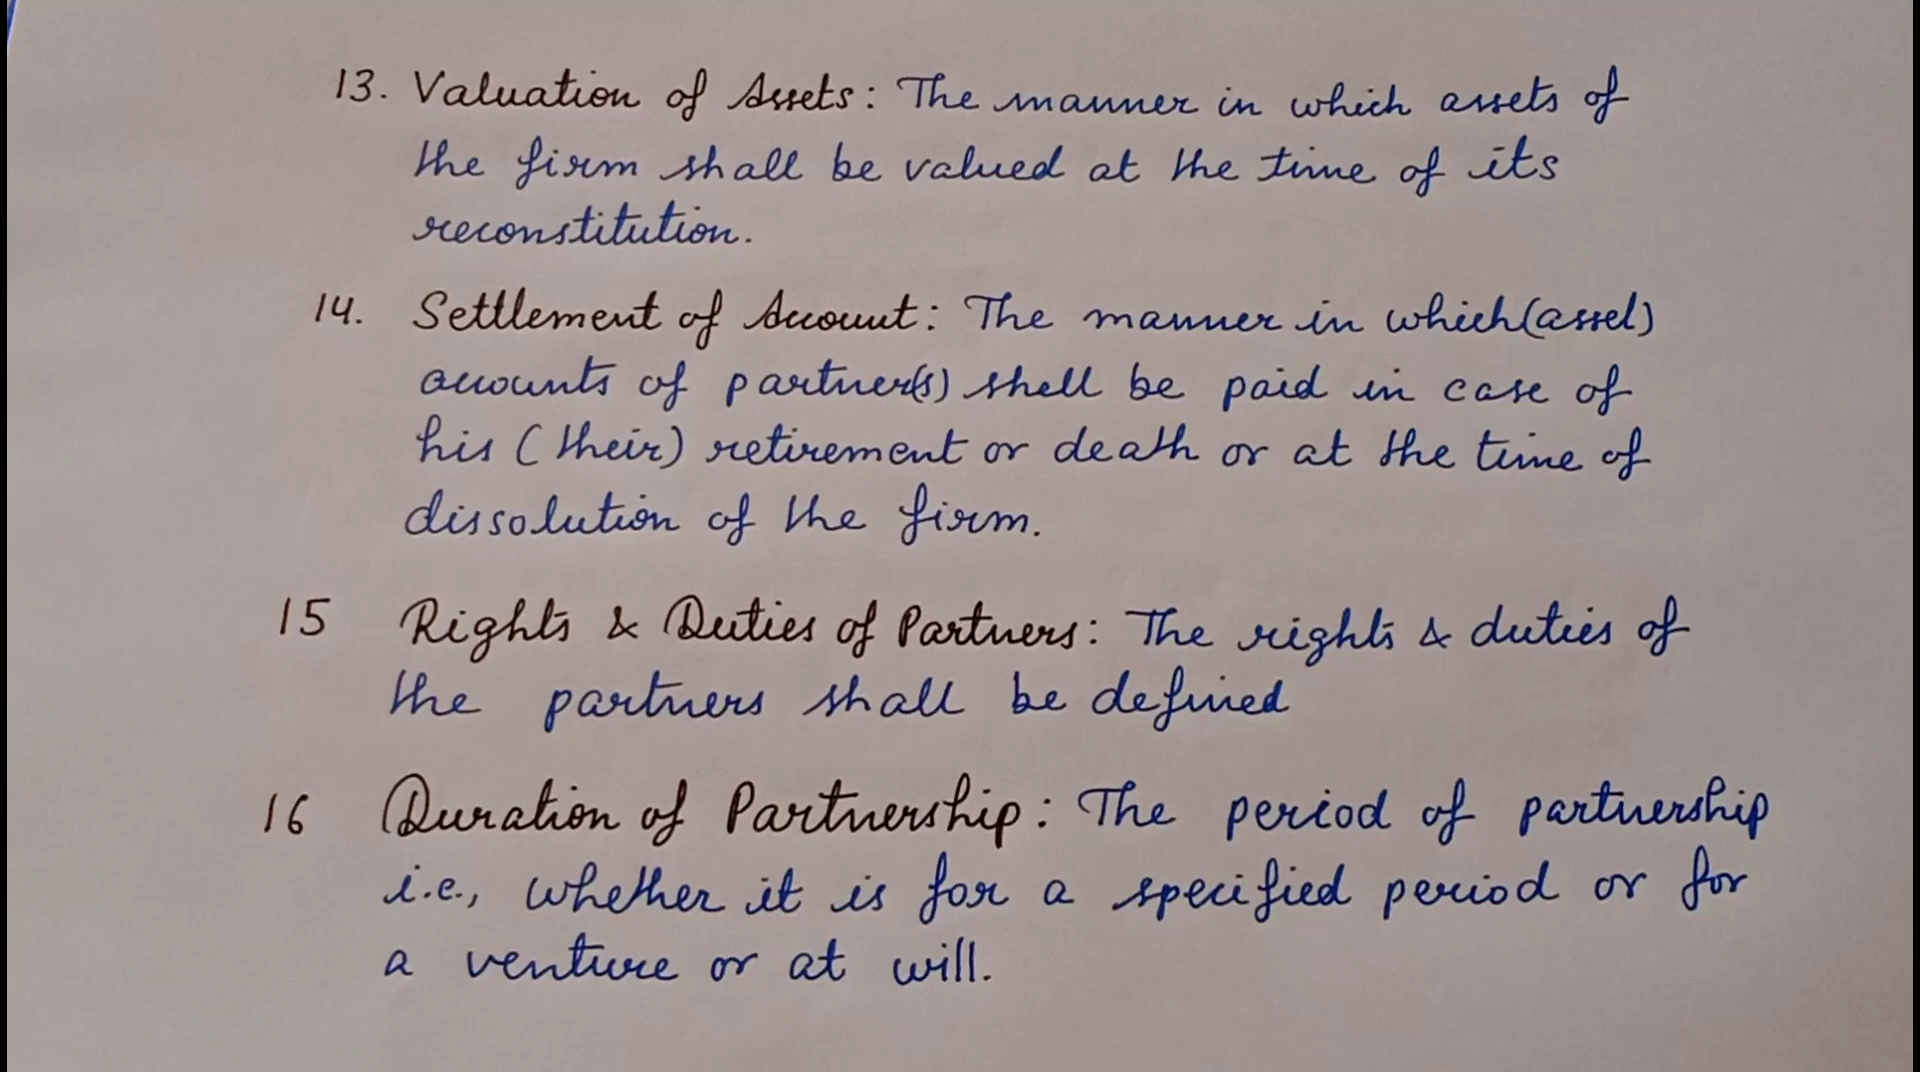 13. Valuation of Assets: The manner in which assets of
the firm shall be valued at the time of its
reconstitution.
14. Settlement of Account: The manner in which (assel)
accounts of partner(s) shell be paid in case of
his (their) retirement or death or at the time of
dissolution of the firm.
15 Rights & Duties of Partners: The rights & duties of
the partners shall be defined
16 Duration of Partnership: The period of partnership
i.e., whether it is for a specified period or for
a venture or at will.